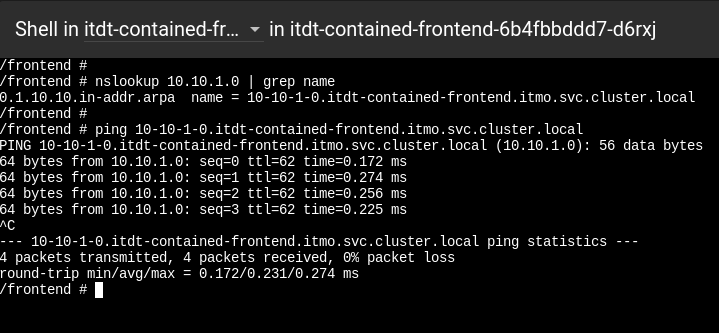 Shell in itdt-contained-fr... in itdt-contained-frontend-6b4fbbddd7-d6rxj
/frontend #
/frontend # nslookup 10.10.1.0 | grep name
0.1.10.10.in-addr.arpa  name = 10-10-1-0.itdt-contained-frontend.itmo.svc.cluster.local
/frontend #
/frontend # ping 10-10-1-0.itdt-contained-frontend.itmo.svc.cluster.local
PING 10-10-1-0.itdt-contained-frontend.itmo.svc.cluster.local (10.10.1.0): 56 data bytes
64 bytes from 10.10.1.0: seq=0 ttl=62 time=0.172 ms
64 bytes from 10.10.1.0: seq=1 ttl=62 time=0.274 ms
64 bytes from 10.10.1.0: seq=2 ttl=62 time=0.256 ms
64 bytes from 10.10.1.0: seq=3 ttl=62 time=0.225 ms
^C
--- 10-10-1-0.itdt-contained-frontend.itmo.svc.cluster.local ping statistics ---
4 packets transmitted, 4 packets received, 0% packet loss
round-trip min/avg/max = 0.172/0.231/0.274 ms
/frontend #